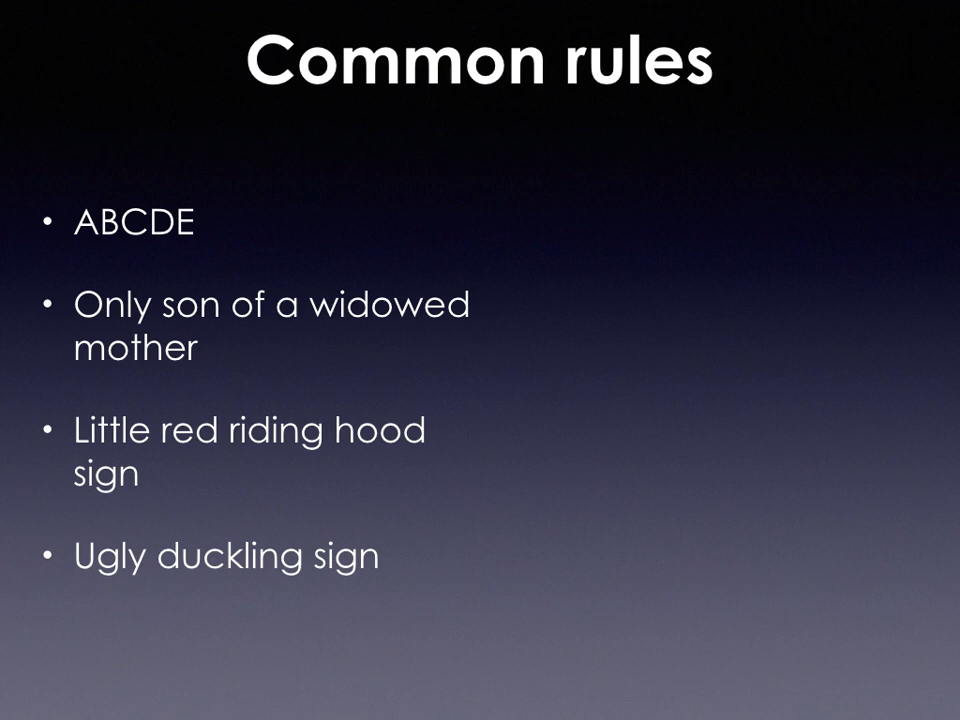 Common rules
• ABCDE
• Only son of a widowed
mother
• Little red riding hood
sign
• Ugly duckling sign